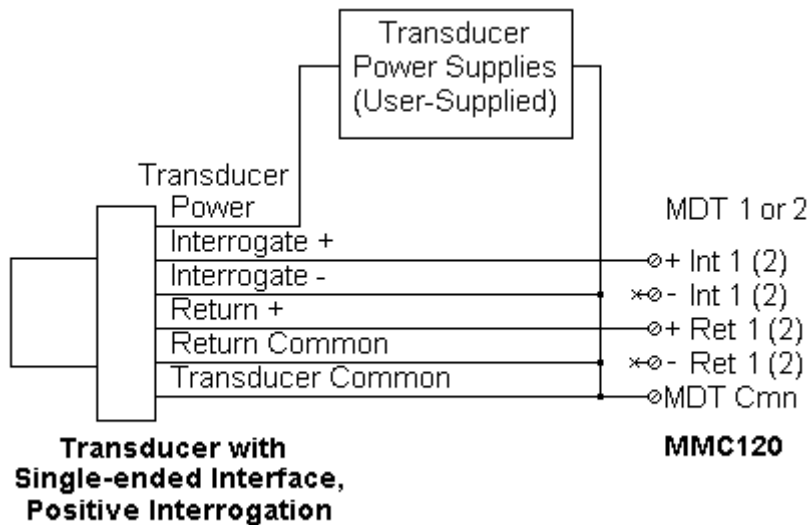 Transducer
Power Supplies
(User-Supplied)
Transducer
Power
MDT 1 or 2
Interrogate +
+ Int 1 (2)
Interrogate -
- Int 1 (2)
Return +
+ Ret 1 (2)
Return Common
- Ret 1 (2)
Transducer Common
MDT Cmn
Transducer with
Single-ended Interface,
Positive Interrogation
MMC120